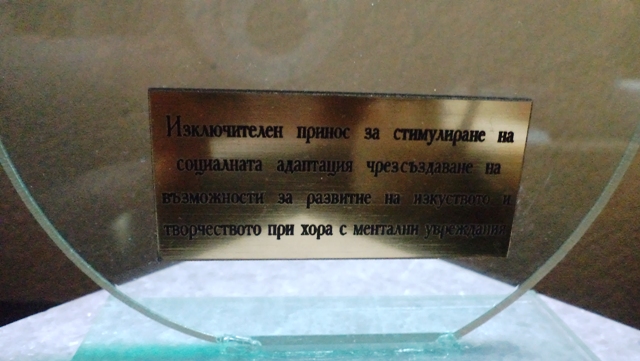 Изключителен принос за стимулиране на
социалната адаптация чрезсъздаване на
възможности за развитие на изкуството и
творчеството при хора с ментални увреждания